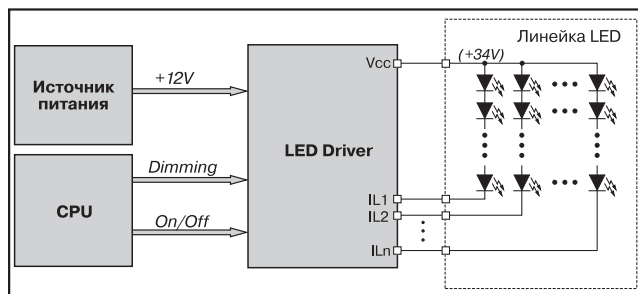 Линейка LED
Vcc
(+34V)
Источник
питания
+12V
LED Driver
CPU
Dimming
On/Off
IL1
IL2
ILn